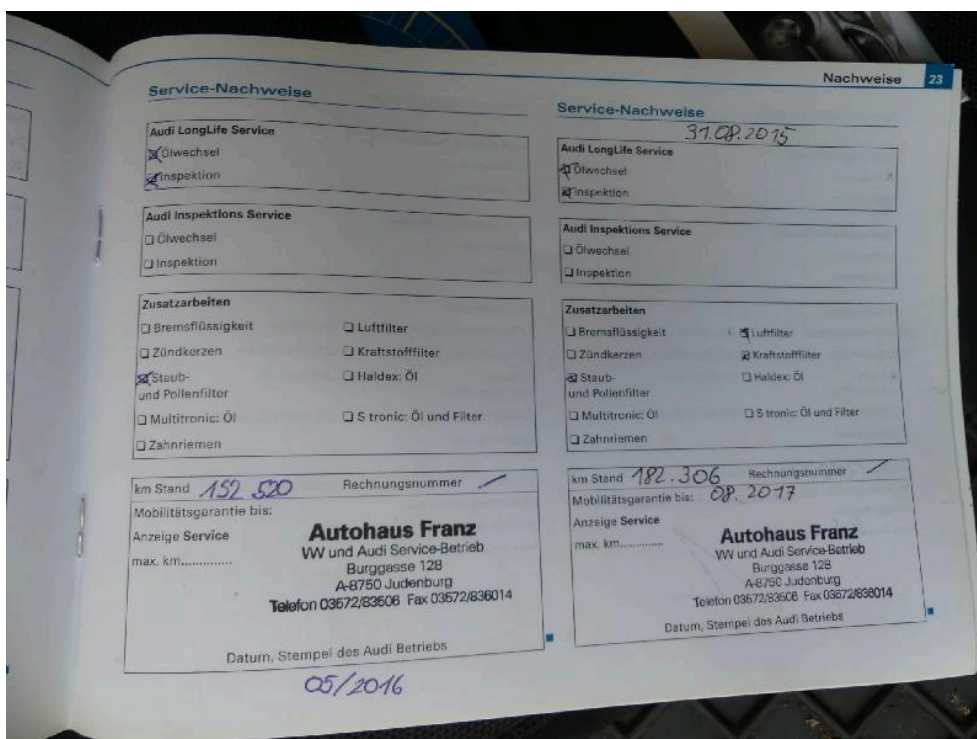 Nachweise 23
Service-Nachweise
Audi LongLife Service
Ölwechsel
Inspektion
Audi Inspektions Service
Ölwechsel
Inspektion
Zusatzarbeiten
Bremsflüssigkeit Luftfilter
Zündkerzen Kraftstofffilter
Staub- Haldex: Öl
und Pollenfilter
Multitronic: Öl S tronic: Öl und Filter
Zahnriemen
km Stand 152 520 Rechnungsnummer /
Mobilitätsgarantie bis:
Anzeige Service
max. km.............
Autohaus Franz
VW und Audi Service-Betrieb
Burggasse 128
A-8750 Judenburg
Telefon 03572/83506 Fax 03572/836014
Datum, Stempel des Audi Betriebs
05/2016
Service-Nachweise
31.08.2015
Audi LongLife Service
Ölwechsel
Inspektion
Audi Inspektions Service
Ölwechsel
Inspektion
Zusatzarbeiten
Bremsflüssigkeit Luftfilter
Zündkerzen Kraftstofffilter
Staub- Haldex: Öl
und Pollenfilter
Multitronic: Öl S tronic: Öl und Filter
Zahnriemen
km Stand 182.306 Rechnungsnummer /
Mobilitätsgarantie bis: 08.2017
Anzeige Service
max. km.............
Autohaus Franz
VW und Audi Service-Betrieb
Burggasse 128
A-8750 Judenburg
Telefon 03572/83506 Fax 03572/836014
Datum, Stempel des Audi Betriebs